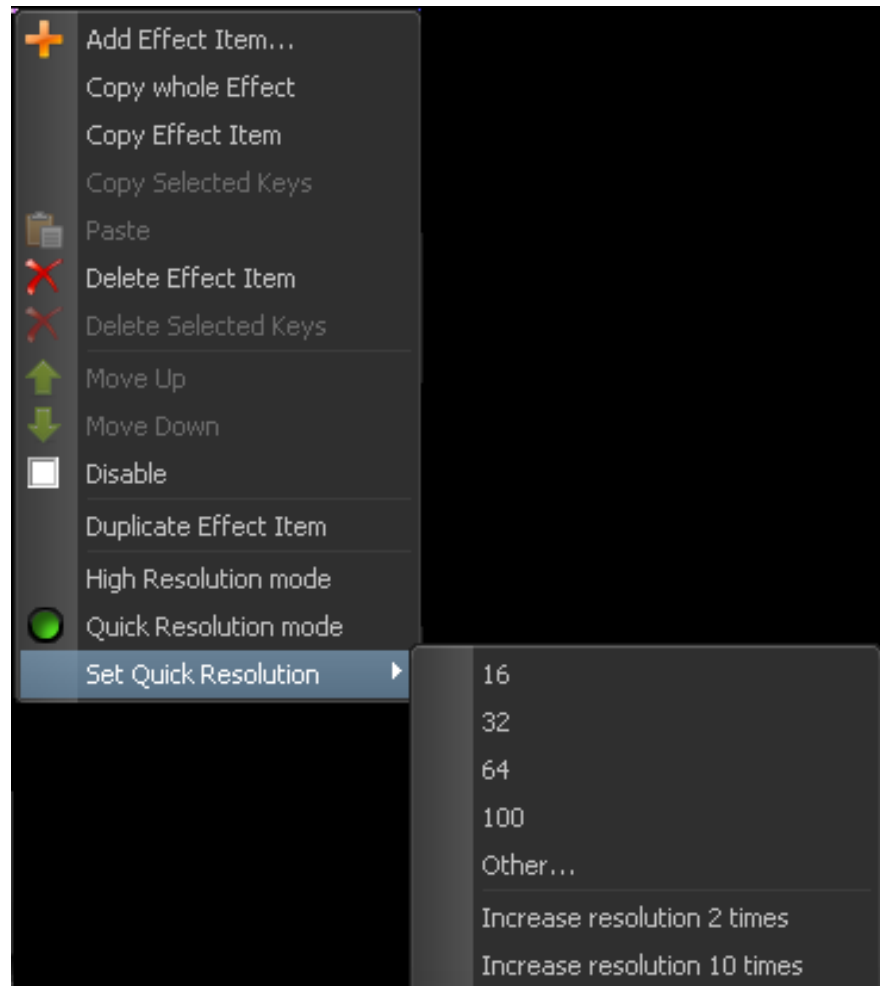 Add Effect Item...
Copy whole Effect
Copy Effect Item
Copy Selected Keys
Paste
Delete Effect Item
Delete Selected Keys
Move Up
Move Down
Disable
Duplicate Effect Item
High Resolution mode
Quick Resolution mode
Set Quick Resolution
16
32
64
100
Other...
Increase resolution 2 times
Increase resolution 10 times